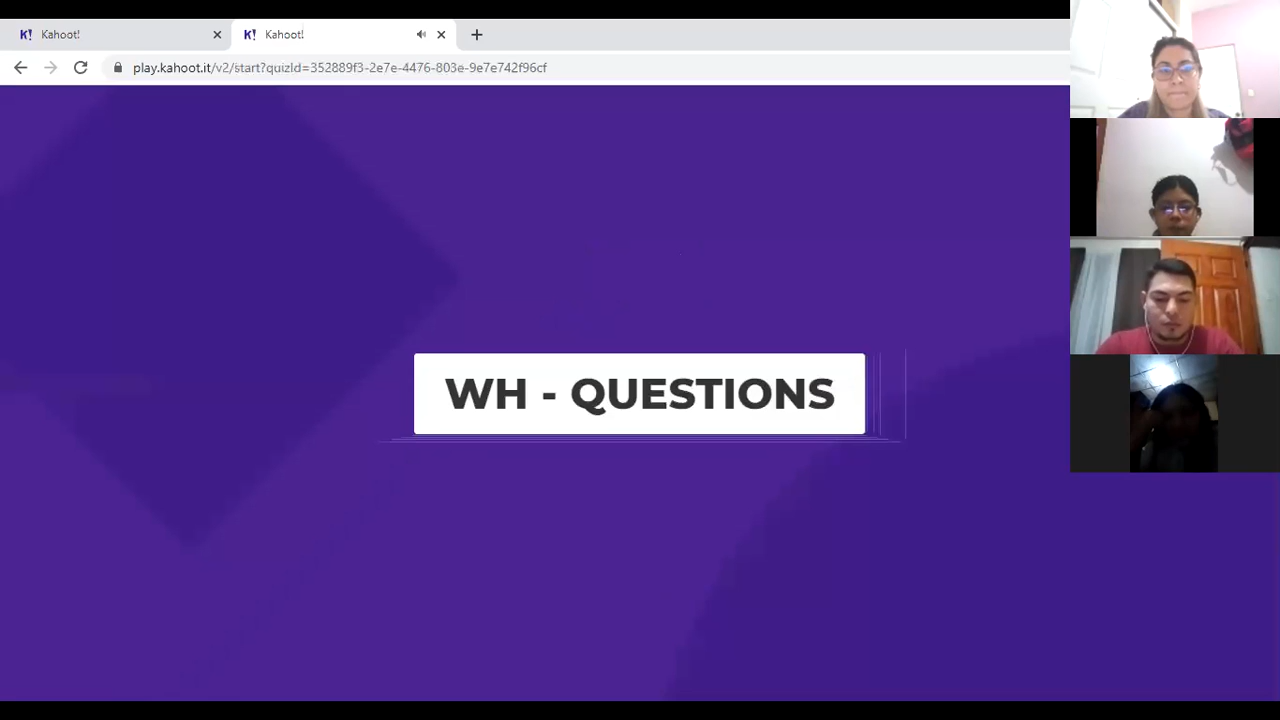 K! Kahoot!
K! Kahoot!
play.kahoot.it/v2/start?quizId=352889f3-2e7e-4476-803e-9e7e742f96cf
WH - QUESTIONS